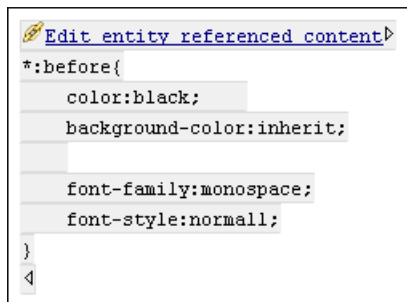 Edit entity referenced content
*:before{
color:black;
background-color:inherit;
font-family:monospace;
font-style:normall;
}